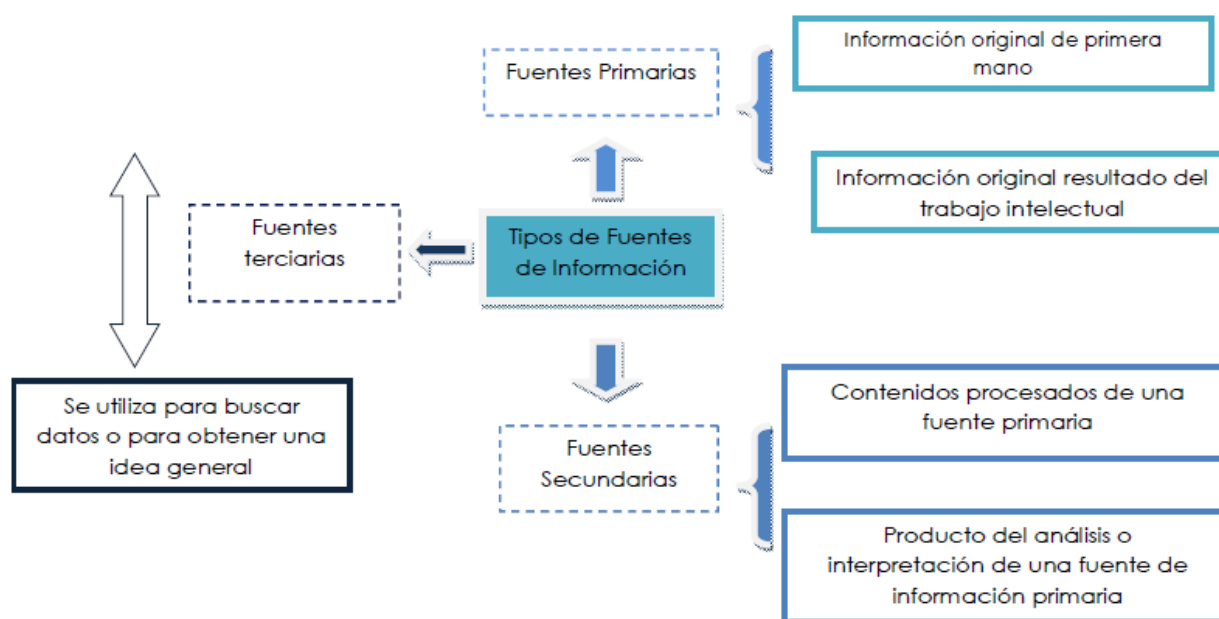 Fuentes Primarias
Información original de primera
mano
Información original resultado del
trabajo intelectual
Fuentes
terciarias
Tipos de Fuentes
de Información
Se utiliza para buscar
datos o para obtener una
idea general
Fuentes
Secundarias
Contenidos procesados de una
fuente primaria
Producto del análisis o
interpretación de una fuente de
información primaria